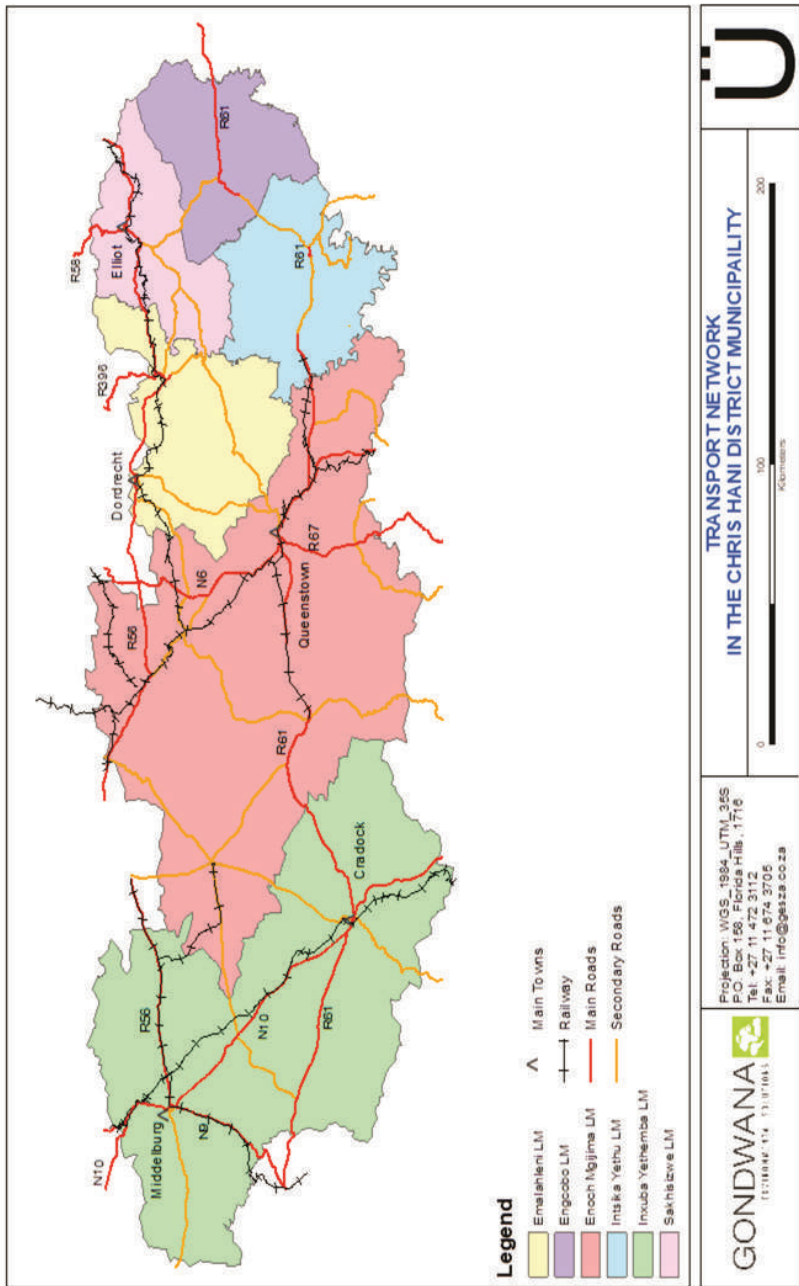 N10
Middelburg
N9
R56
N10
R61
Cradock
R61
R56
N6
Queenstown
R67
Dordrecht
R396
R58
Elliot
R61
R61
Legend
Emalahleni LM
Engcobo LM
Enoch Mgijima LM
Intsika Yethu LM
Inxuba Yethemba LM
Sakhisizwe LM
Main Towns
Railway
Main Roads
Secondary Roads
GONDWANA
Projection: WGS_1984_UTM_35S
P.O. Box 158, Florida Hills, 1716
Tel: +27 11 472 3112
Fax: +27 11 674 3705
Email: info@gesza.co.za
TRANSPORT NETWORK
IN THE CHRIS HANI DISTRICT MUNICIPAILITY
0 100 200
Kilometers
Ü